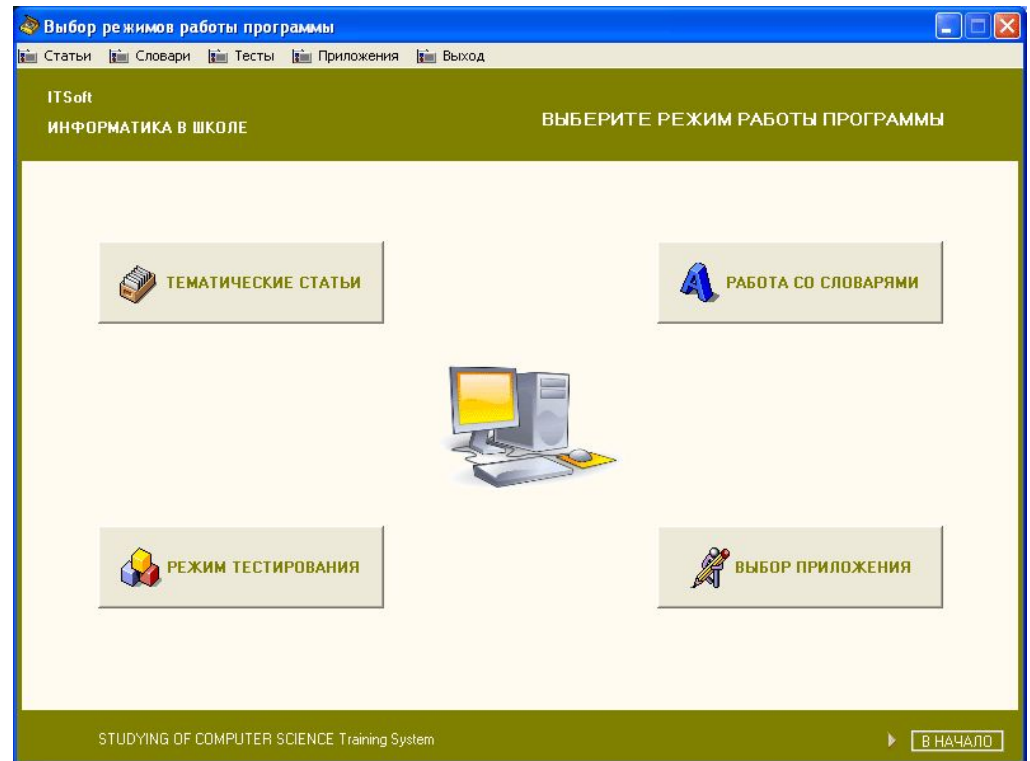 Выбор режимов работы программы
Статьи Словари Тесты Приложения Выход
ITSoft
ИНФОРМАТИКА В ШКОЛЕ
ВЫБЕРИТЕ РЕЖИМ РАБОТЫ ПРОГРАММЫ
ТЕМАТИЧЕСКИЕ СТАТЬИ
РАБОТА СО СЛОВАРЯМИ
РЕЖИМ ТЕСТИРОВАНИЯ
ВЫБОР ПРИЛОЖЕНИЯ
STUDYING OF COMPUTER SCIENCE Training System
В НАЧАЛО